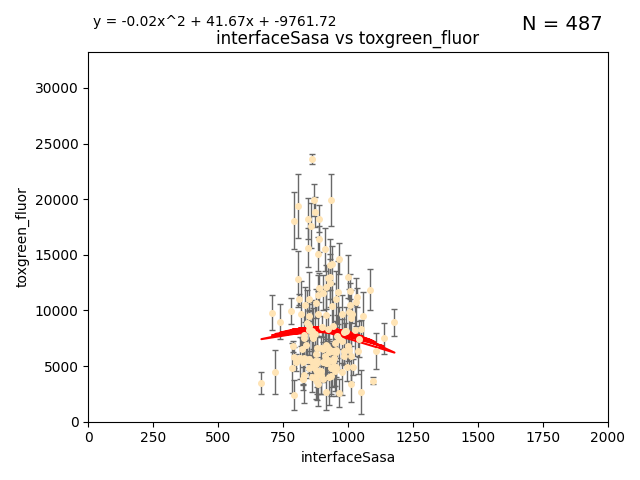 y = -0.02x^2 + 41.67x + -9761.72
N = 487
interfaceSasa vs toxgreen_fluor
30000
25000
20000
15000
10000
5000
0
toxgreen_fluor
0 250 500 750 1000 1250 1500 1750 2000
interfaceSasa